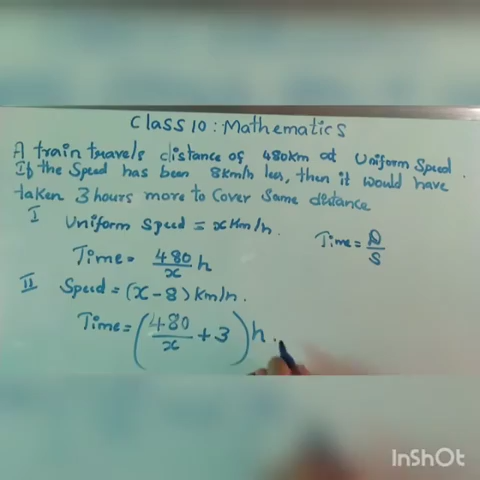 Class 10 : Mathematics
A train travels distance of 480km at Uniform Speed.
If the Speed has been 8km/h less, then it would have
taken 3 hours more to Cover Same distance
I Uniform Speed = x Km/h.
Time = D/S
Time = 480/x h
II Speed = (x - 8) Km/h.
Time = (480/x + 3) h.
InShOt